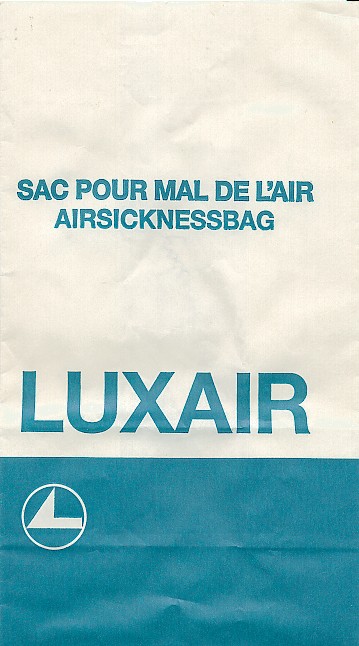 SAC POUR MAL DE L'AIR
AIRSICKNESSBAG
LUXAIR